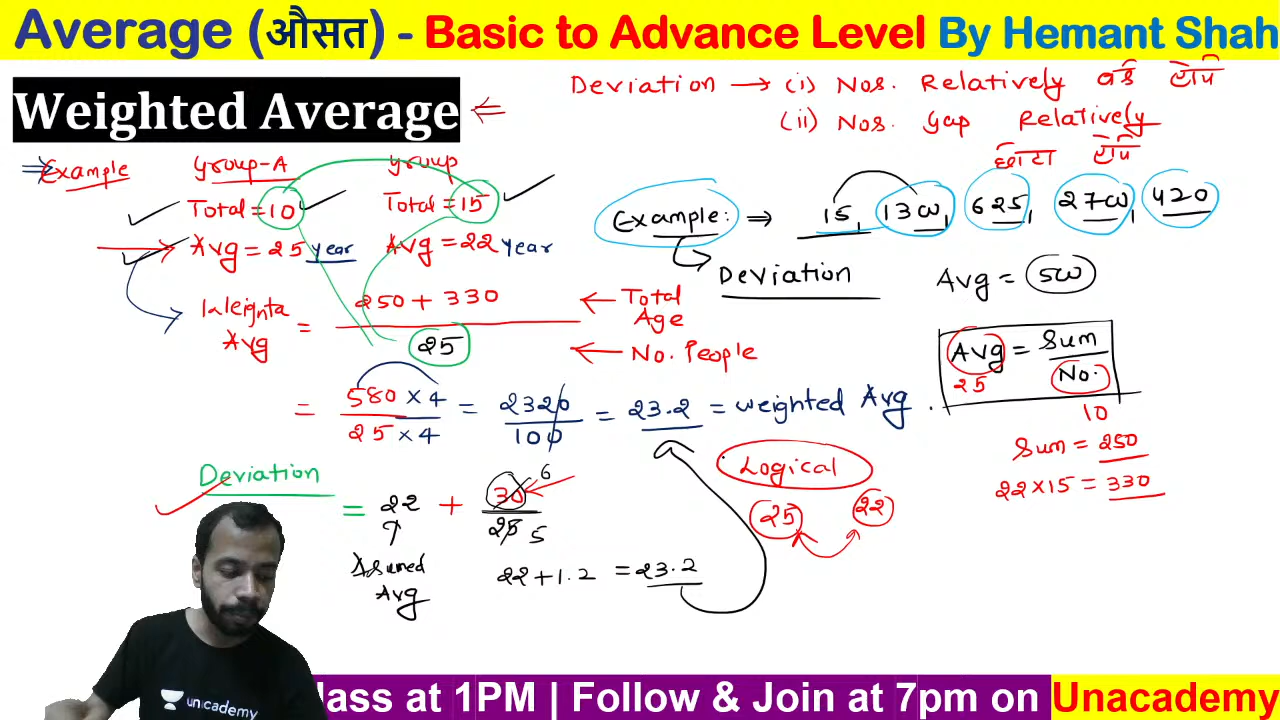 Average (औसत) - Basic to Advance Level By Hemant Shah
Weighted Average
Deviation → (i) Nos. Relatively
(ii) Nos. gap Relatively
छोटा
⇒ Example Group-A Group
Total = 10 Total = 15
Avg = 25 year Avg = 22 year
Avg = 250 + 330 / 25
← Total Age
← No. People
= 580 × 4 / 25 × 4 = 2320 / 100 = 23.2 = weighted Avg.
Deviation
= 22 + 30 / 25
6
5
Assumed Avg
22 + 1.2 = 23.2
Logical
25 22
Example: ⇒ 15, 1300, 625, 2700, 420
Deviation
Avg = 500
Avg = Sum / No.
25
10
Sum = 250
22 × 15 = 330
unacademy
lass at 1PM | Follow & Join at 7pm on Unacademy